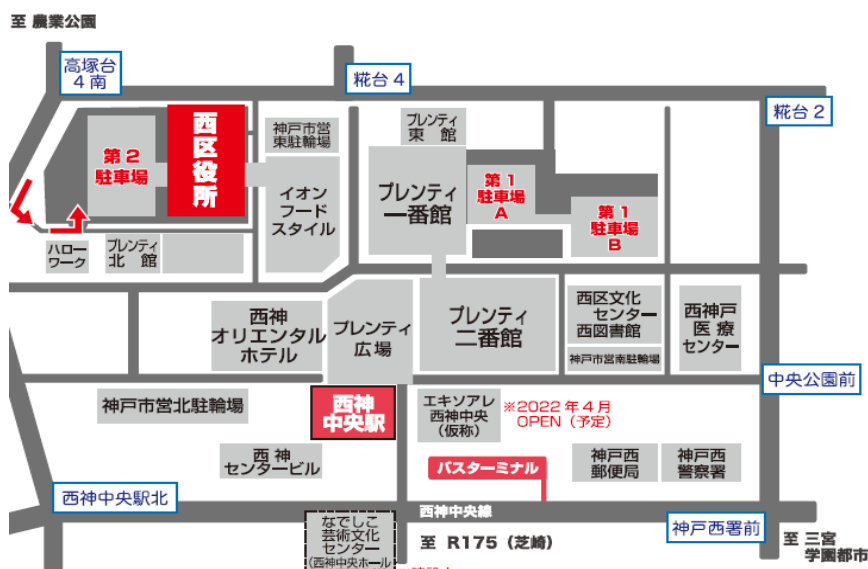 至 農業公園
高塚台
4 南
糀台 4
糀台 2
第 2
駐車場
西区役所
神戸市営
東駐輪場
イオン
フード
スタイル
プレンティ
東 館
プレンティ
一番館
第 1
駐車場
A
第 1
駐車場
B
ハロー
ワーク
プレンティ
北 館
西神
オリエンタル
ホテル
プレンティ
広場
プレンティ
二番館
西区文化
センター
西図書館
神戸市営南駐輪場
西神戸
医 療
センター
中央公園前
神戸市営北駐輪場
西神
中央駅
エキソアレ
西神中央
（仮称）
※2022 年 4 月
OPEN（予定）
西 神
センタービル
バスターミナル
神戸西
郵便局
神戸西
警察署
西神中央駅北
西神中央線
神戸西署前
なでしこ
芸術文化
センター
（西神中央ホール）
至 R175（芝崎）
至 三宮
学園都市